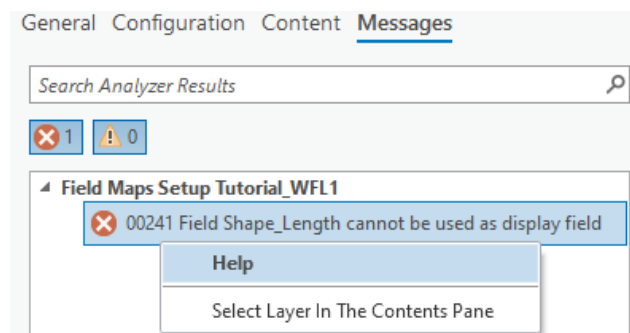 General Configuration Content Messages
Search Analyzer Results
1 0
Field Maps Setup Tutorial_WFL1
00241 Field Shape_Length cannot be used as display field
Help
Select Layer In The Contents Pane